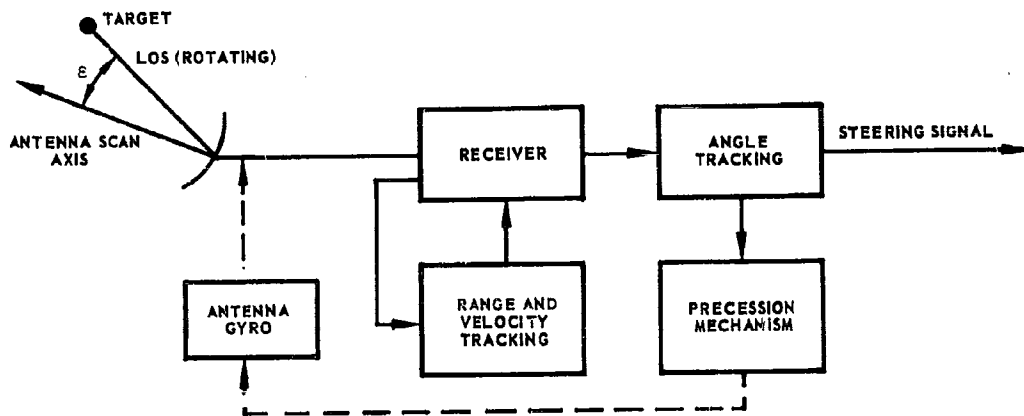 TARGET
LOS (ROTATING)
ε
ANTENNA SCAN
AXIS
RECEIVER
ANGLE
TRACKING
STEERING SIGNAL
ANTENNA
GYRO
RANGE AND
VELOCITY
TRACKING
PRECESSION
MECHANISM